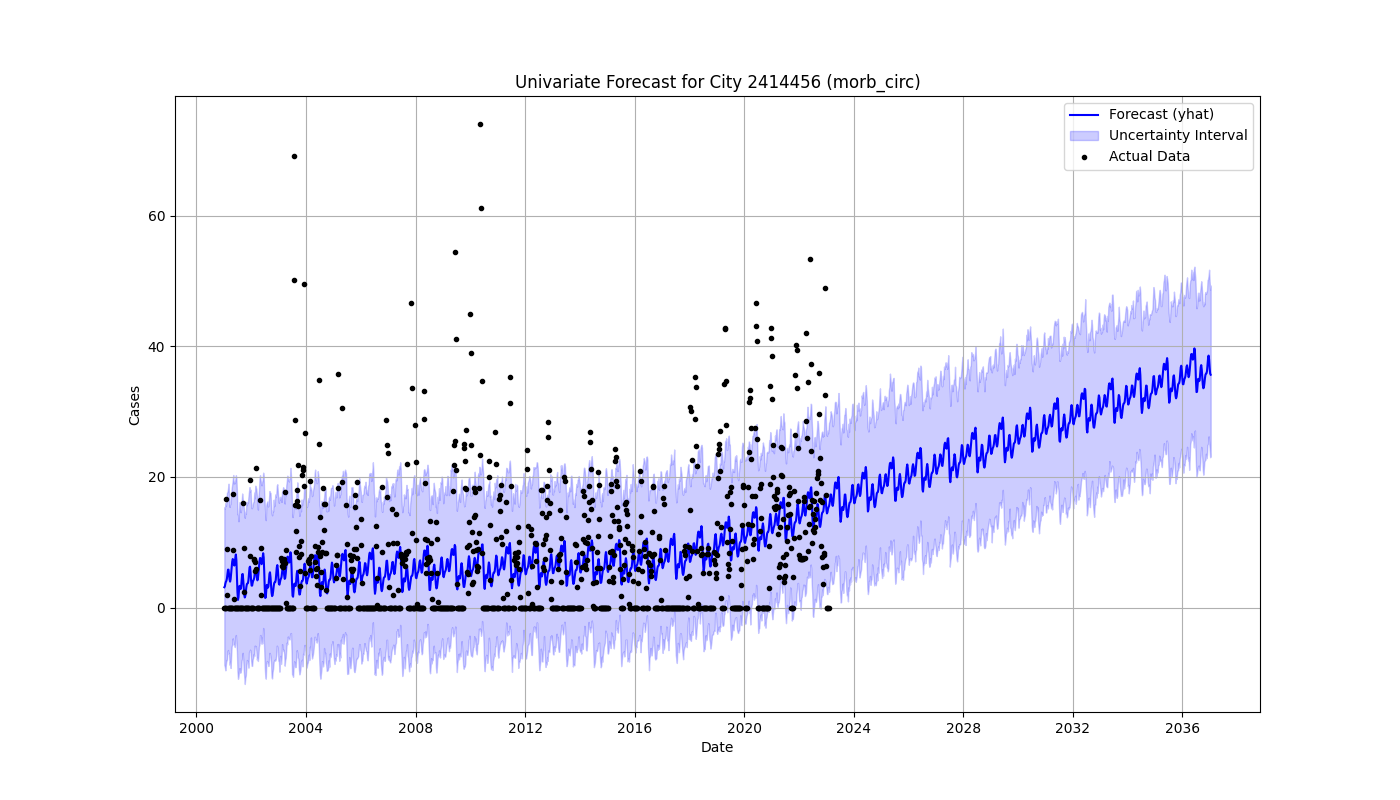 Univariate Forecast for City 2414456 (morb_circ)
Forecast (yhat)
Uncertainty Interval
Actual Data
Cases
60
40
20
0
2000 2004 2008 2012 2016 2020 2024 2028 2032 2036
Date